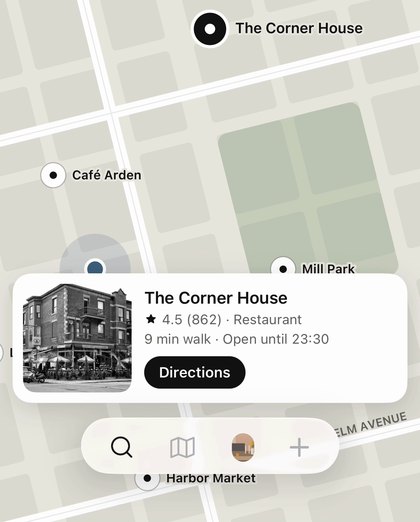 The Corner House
Café Arden
Mill Park
The Corner House
4.5 (862) · Restaurant
9 min walk · Open until 23:30
Directions
ELM AVENUE
Harbor Market